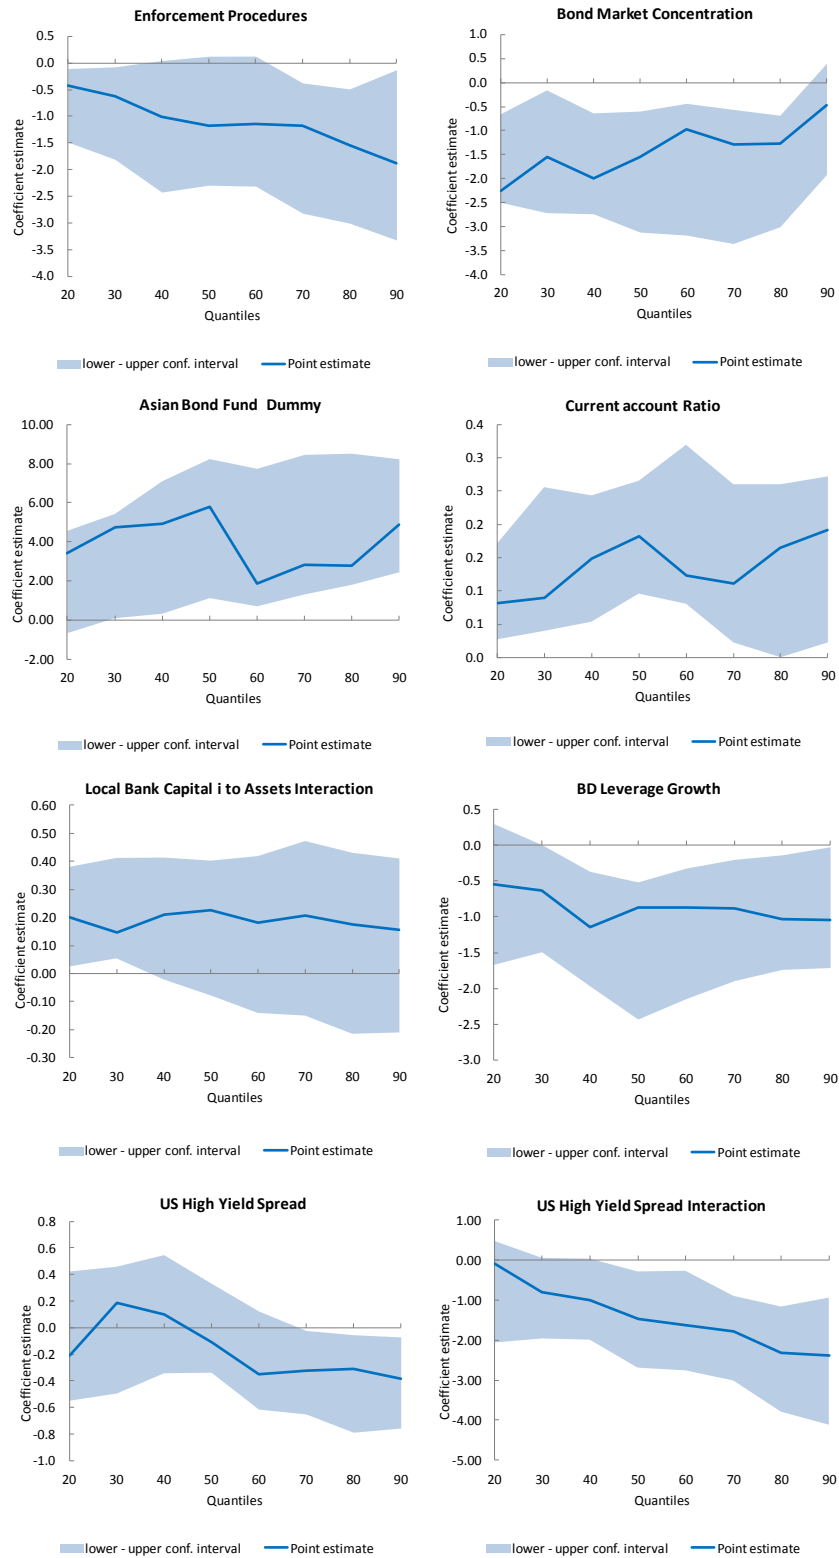 Enforcement Procedures
Coefficient estimate
0.5
0.0
-0.5
-1.0
-1.5
-2.0
-2.5
-3.0
-3.5
-4.0
20 30 40 50 60 70 80 90
Quantiles
lower - upper conf. interval Point estimate
Bond Market Concentration
Coefficient estimate
1.0
0.5
0.0
-0.5
-1.0
-1.5
-2.0
-2.5
-3.0
-3.5
-4.0
20 30 40 50 60 70 80 90
Quantiles
lower - upper conf. interval Point estimate
Asian Bond Fund Dummy
Coefficient estimate
10.00
8.00
6.00
4.00
2.00
0.00
-2.00
20 30 40 50 60 70 80 90
Quantiles
lower - upper conf. interval Point estimate
Current account Ratio
Coefficient estimate
0.4
0.3
0.3
0.2
0.2
0.1
0.1
0.0
20 30 40 50 60 70 80 90
Quantiles
lower - upper conf. interval Point estimate
Local Bank Capital i to Assets Interaction
Coefficient estimate
0.60
0.50
0.40
0.30
0.20
0.10
0.00
-0.10
-0.20
-0.30
20 30 40 50 60 70 80 90
Quantiles
lower - upper conf. interval Point estimate
BD Leverage Growth
Coefficient estimate
0.5
0.0
-0.5
-1.0
-1.5
-2.0
-2.5
-3.0
20 30 40 50 60 70 80 90
Quantiles
lower - upper conf. interval Point estimate
US High Yield Spread
Coefficient estimate
0.8
0.6
0.4
0.2
0.0
-0.2
-0.4
-0.6
-0.8
-1.0
20 30 40 50 60 70 80 90
Quantiles
lower - upper conf. interval Point estimate
US High Yield Spread Interaction
Coefficient estimate
1.00
0.00
-1.00
-2.00
-3.00
-4.00
-5.00
20 30 40 50 60 70 80 90
Quantiles
lower - upper conf. interval Point estimate